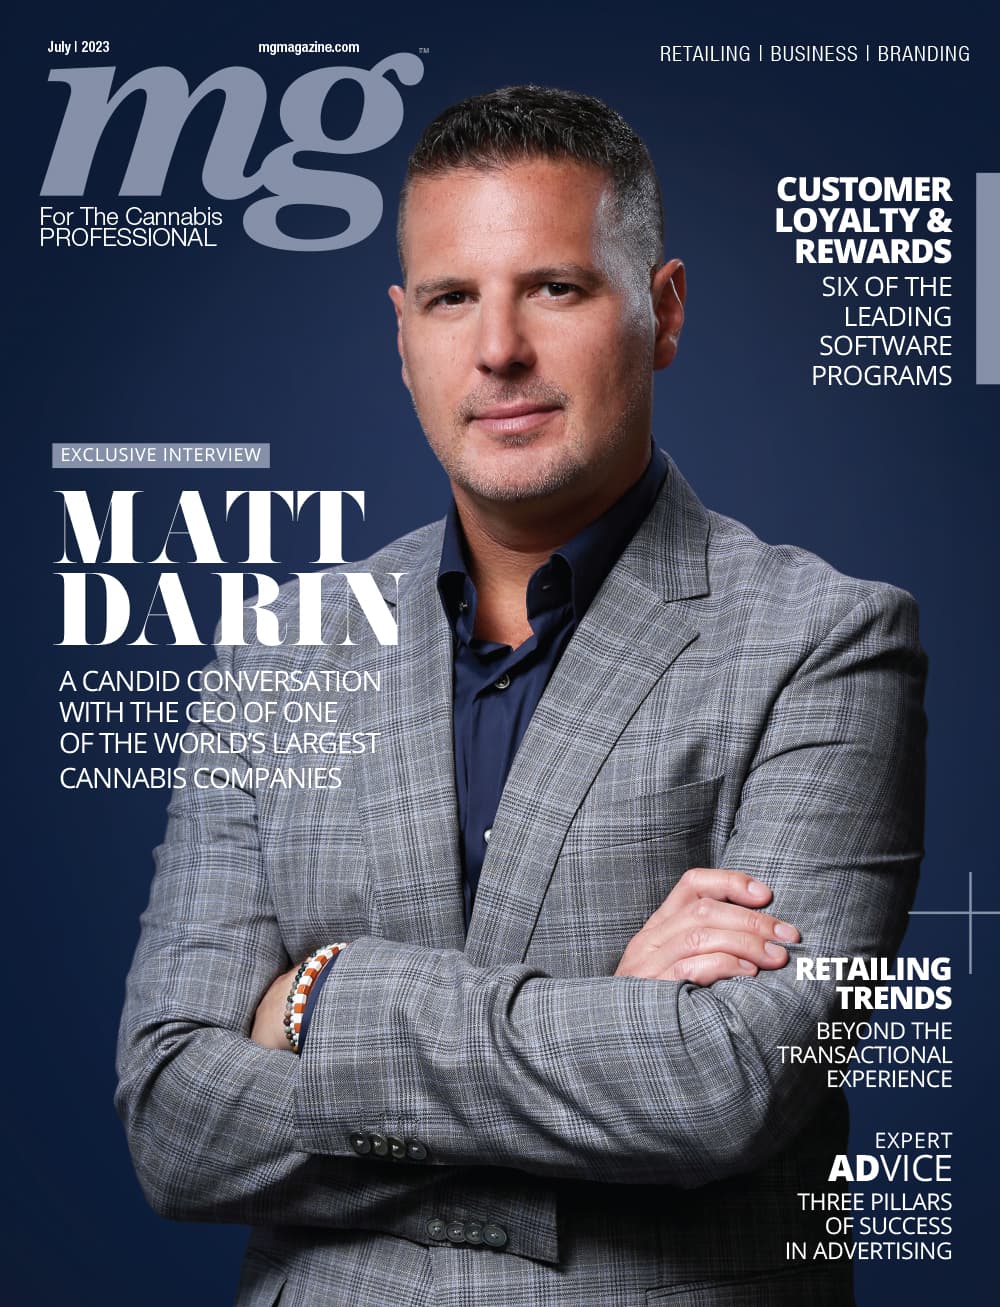 July | 2023
mgmagazine.com
RETAILING | BUSINESS | BRANDING
mg™
For The Cannabis
PROFESSIONAL
CUSTOMER
LOYALTY &
REWARDS
SIX OF THE
LEADING
SOFTWARE
PROGRAMS
EXCLUSIVE INTERVIEW
MATT
DARIN
A CANDID CONVERSATION
WITH THE CEO OF ONE
OF THE WORLD'S LARGEST
CANNABIS COMPANIES
RETAILING
TRENDS
BEYOND THE
TRANSACTIONAL
EXPERIENCE
EXPERT
ADVICE
THREE PILLARS
OF SUCCESS
IN ADVERTISING